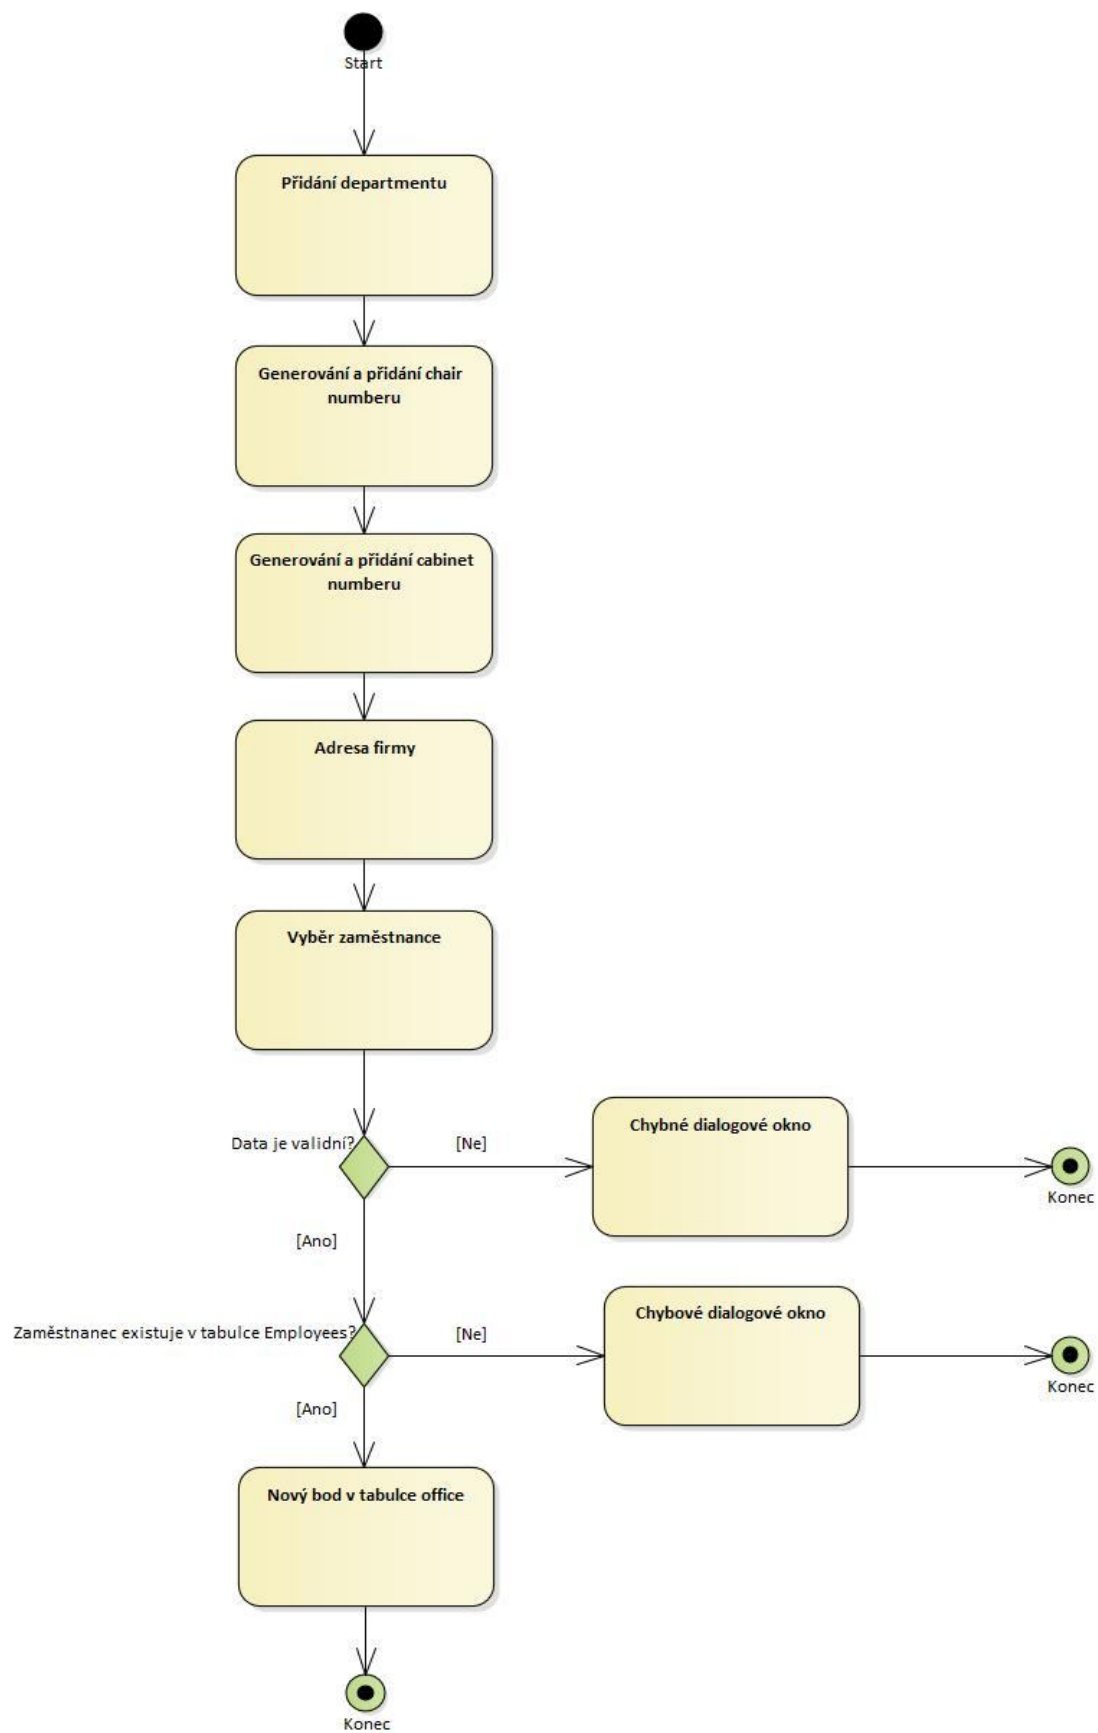 Start
Přidání departmentu
Generování a přidání chair
numberu
Generování a přidání cabinet
numberu
Adresa firmy
Vyběr zaměstnance
Data je validní?
[Ne]
Chybné dialogové okno
Konec
[Ano]
Zaměstnanec existuje v tabulce Employees?
[Ne]
Chybové dialogové okno
Konec
[Ano]
Nový bod v tabulce office
Konec